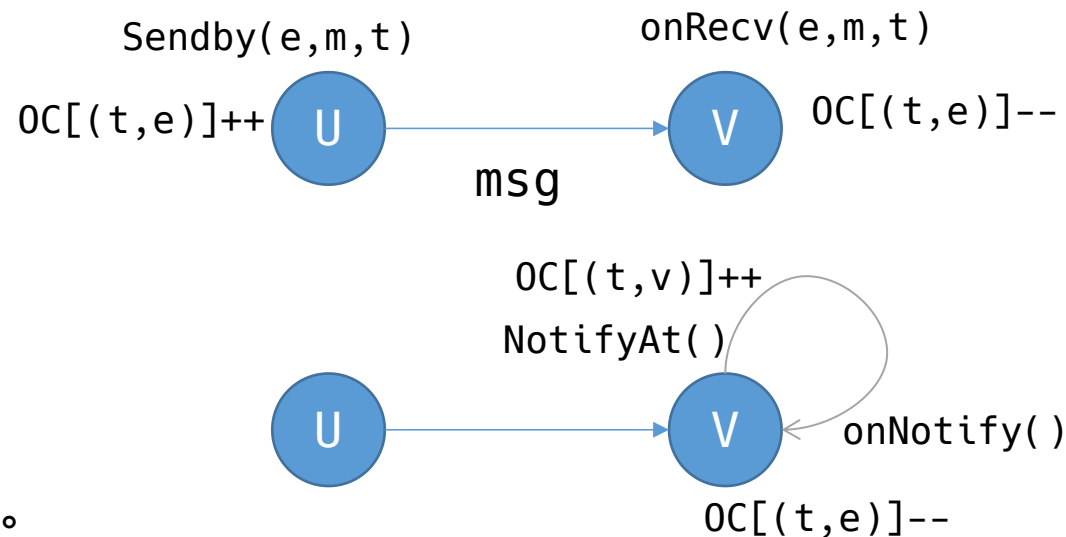 Sendby(e,m,t)
onRecv(e,m,t)
OC[(t,e)]++
U
V
OC[(t,e)]--
msg
OC[(t,v)]++
NotifyAt()
U
V
onNotify()
。
OC[(t,e)]--